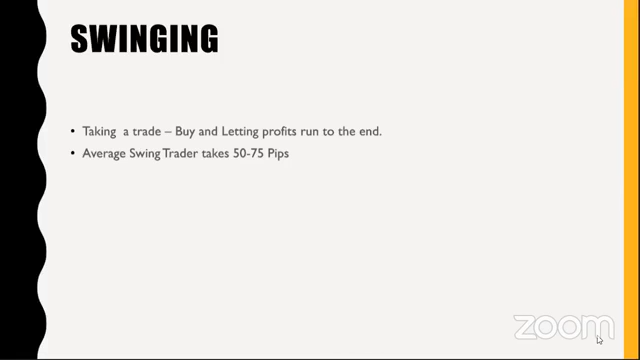 SWINGING
• Taking a trade – Buy and Letting profits run to the end.
• Average Swing Trader takes 50-75 Pips
zoom